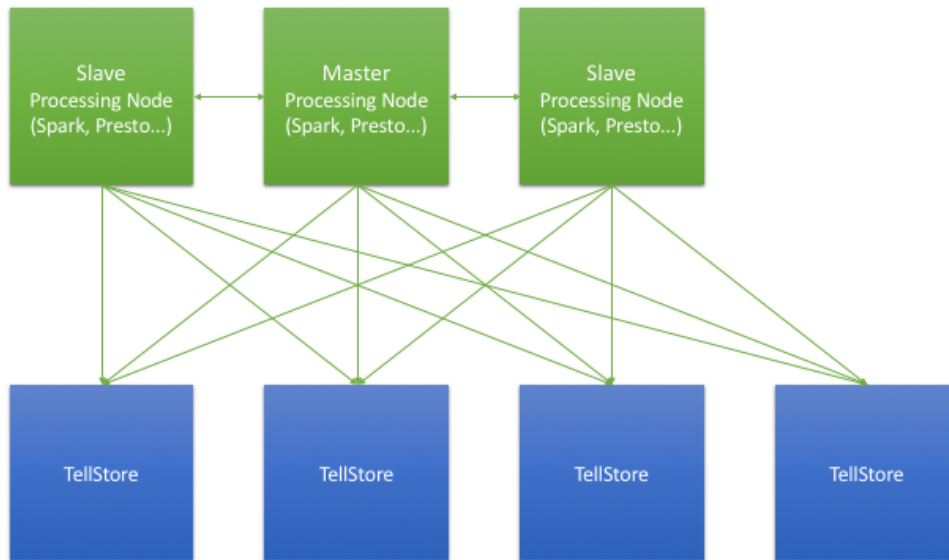 Slave
Processing Node
(Spark, Presto...)
Master
Processing Node
(Spark, Presto...)
Slave
Processing Node
(Spark, Presto...)
TellStore
TellStore
TellStore
TellStore